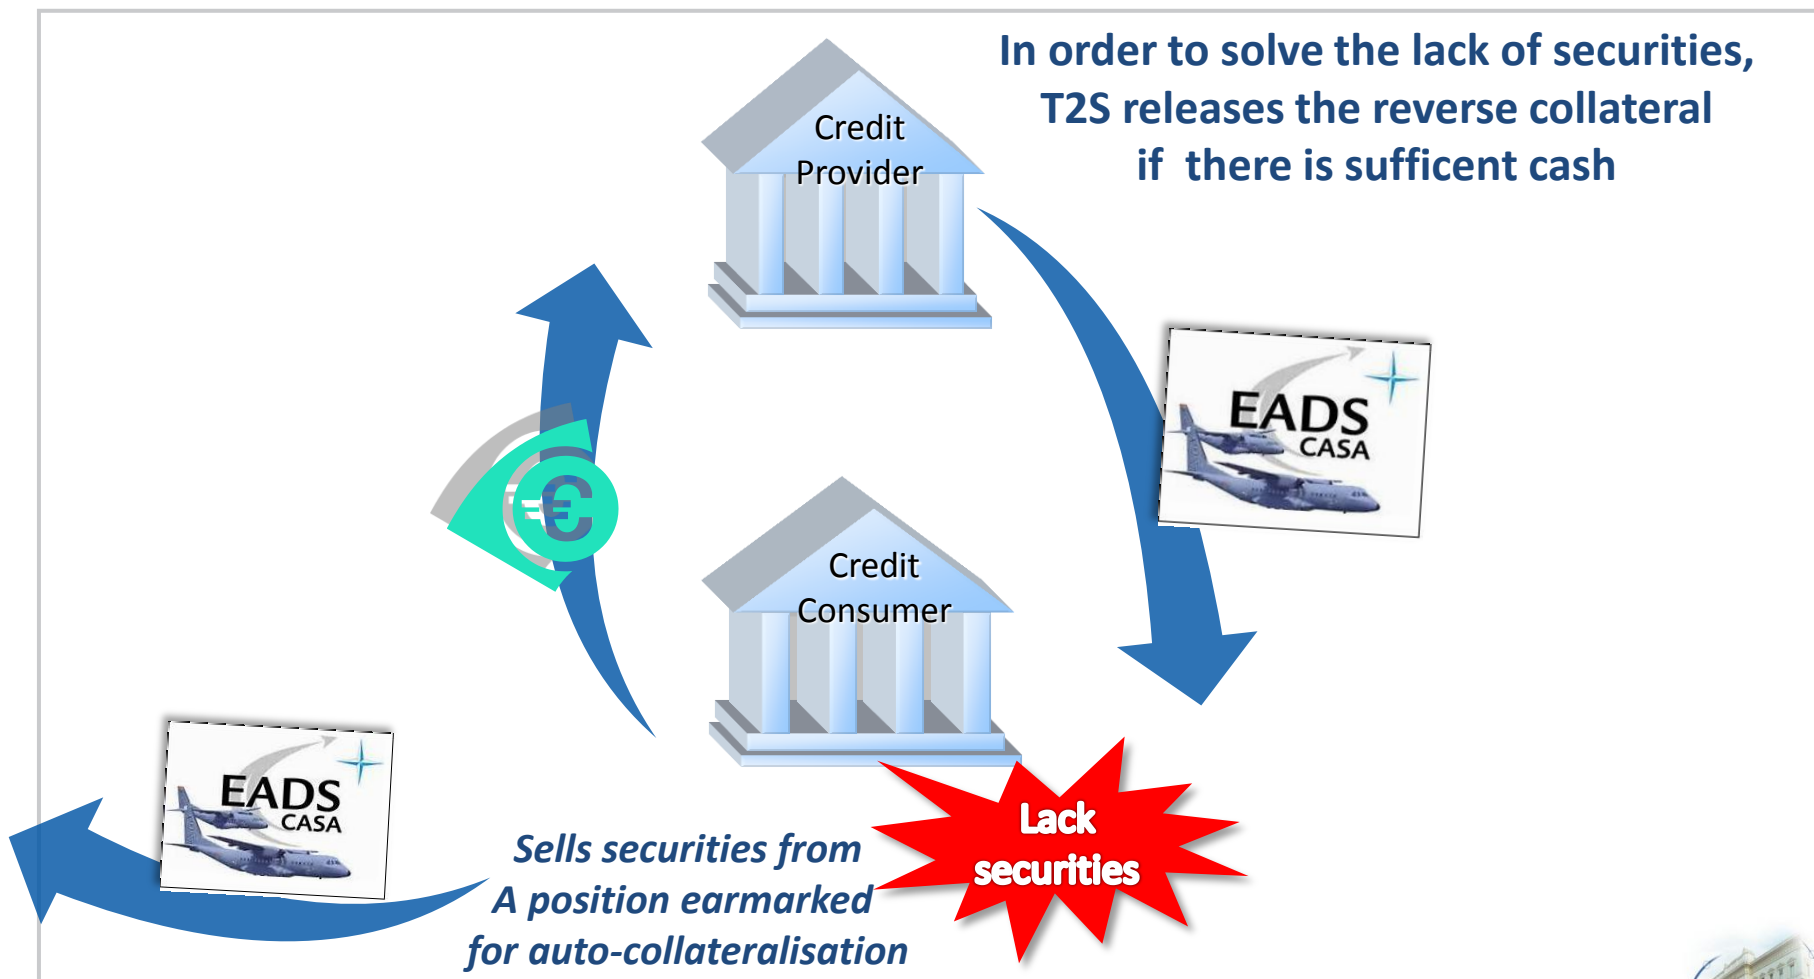 In order to solve the lack of securities,
T2S releases the reverse collateral
if there is sufficent cash
Credit
Provider
EADS
CASA
€
Credit
Consumer
EADS
CASA
Lack
securities
Sells securities from
A position earmarked
for auto-collateralisation